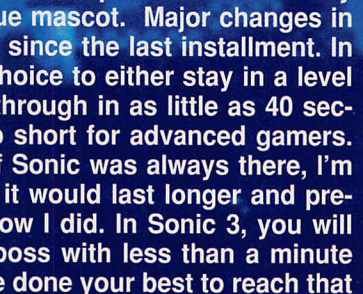 ue mascot. Major changes in
since the last installment. In
hoice to either stay in a level
through in as little as 40 sec-
short for advanced gamers.
Sonic was always there, I'm
it would last longer and pre-
ow I did. In Sonic 3, you will
boss with less than a minute
done your best to reach that